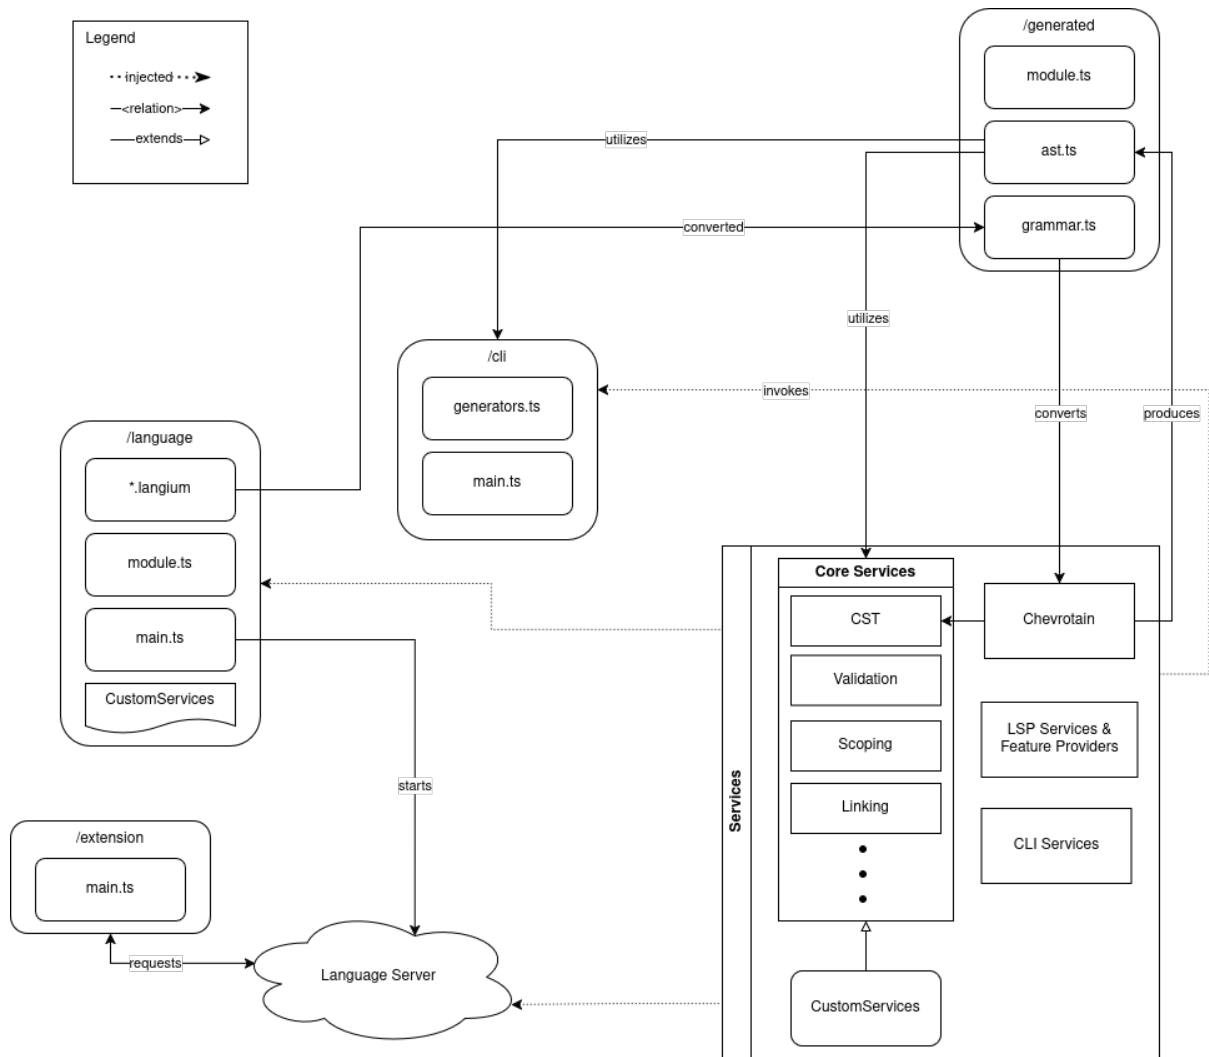 Legend
injected
<relation>
extends
/generated
module.ts
ast.ts
grammar.ts
utilizes
converted
utilizes
/cli
generators.ts
main.ts
invokes
converts
produces
/language
*.langium
module.ts
main.ts
CustomServices
starts
/extension
main.ts
requests
Language Server
Services
Core Services
CST
Validation
Scoping
Linking
Chevrotain
LSP Services &
Feature Providers
CLI Services
CustomServices